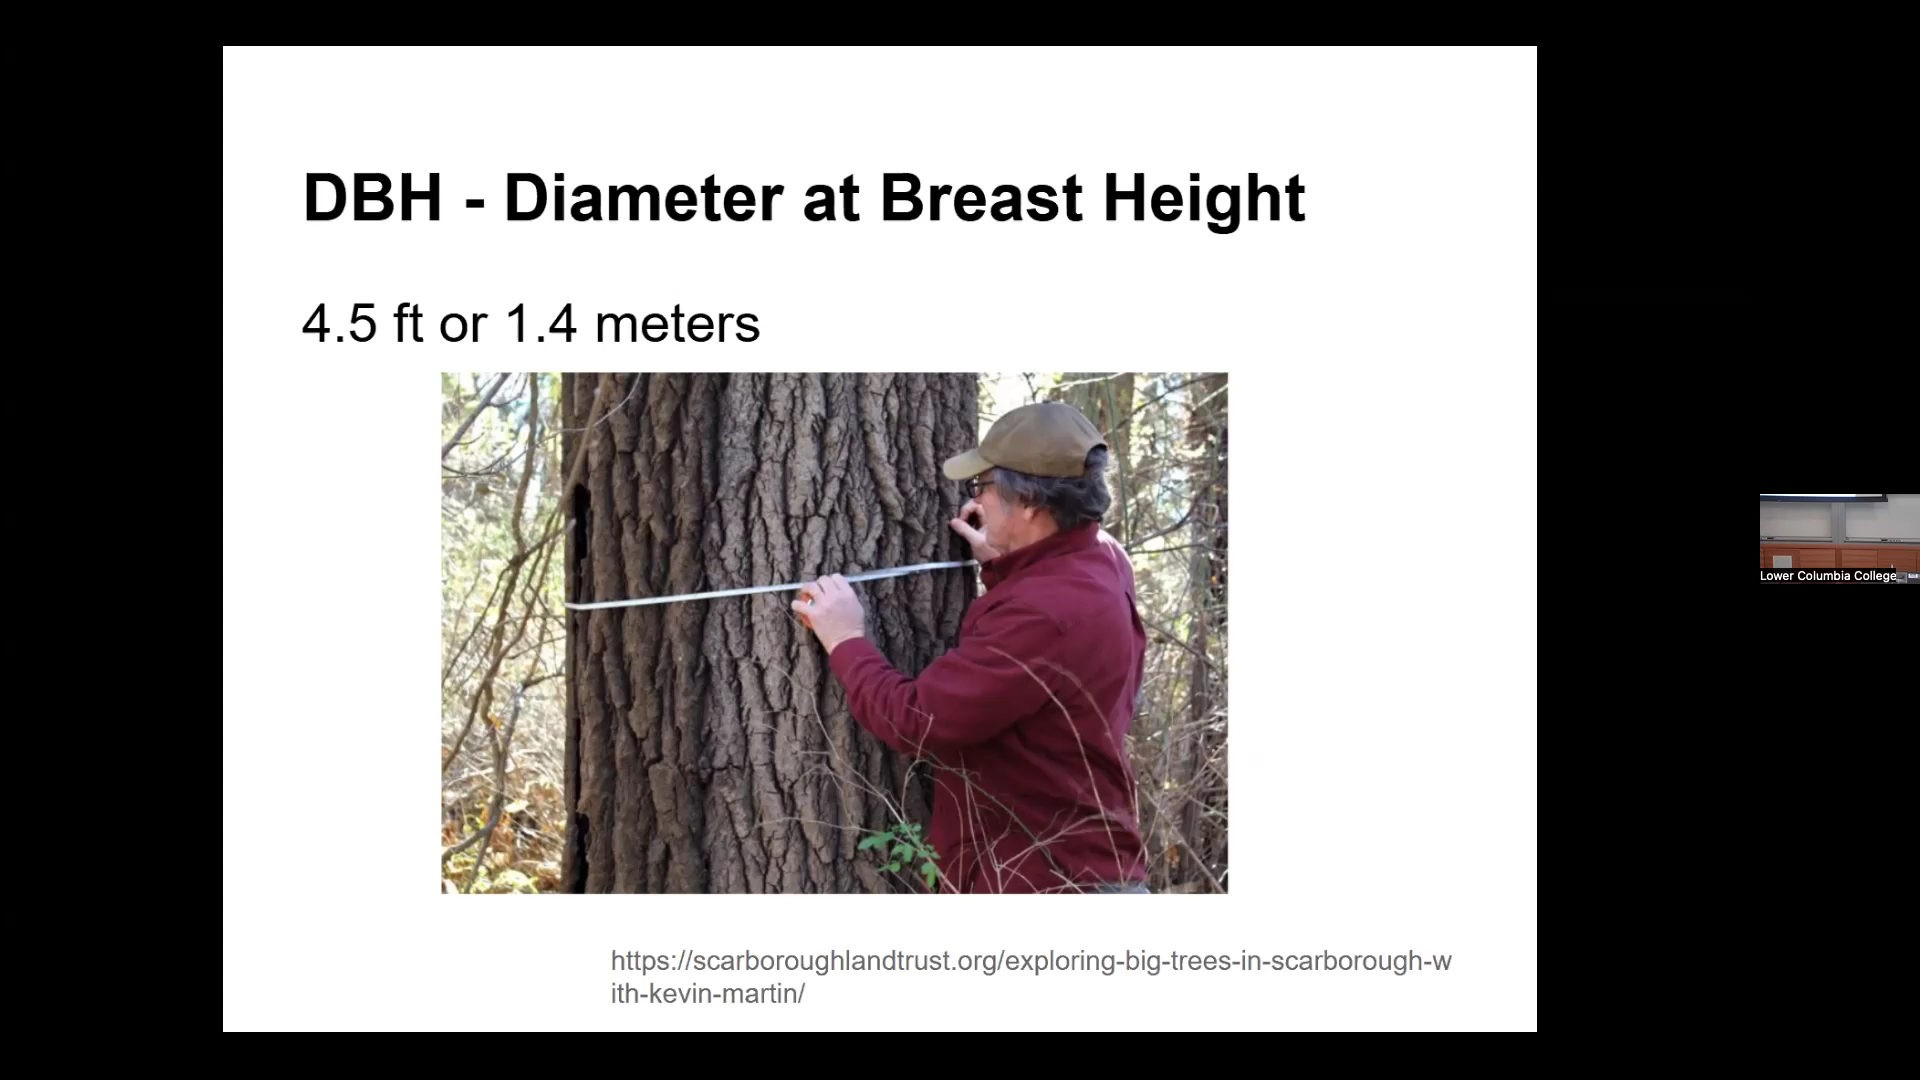 DBH - Diameter at Breast Height
4.5 ft or 1.4 meters
https://scarboroughlandtrust.org/exploring-big-trees-in-scarborough-w
ith-kevin-martin/
Lower Columbia College